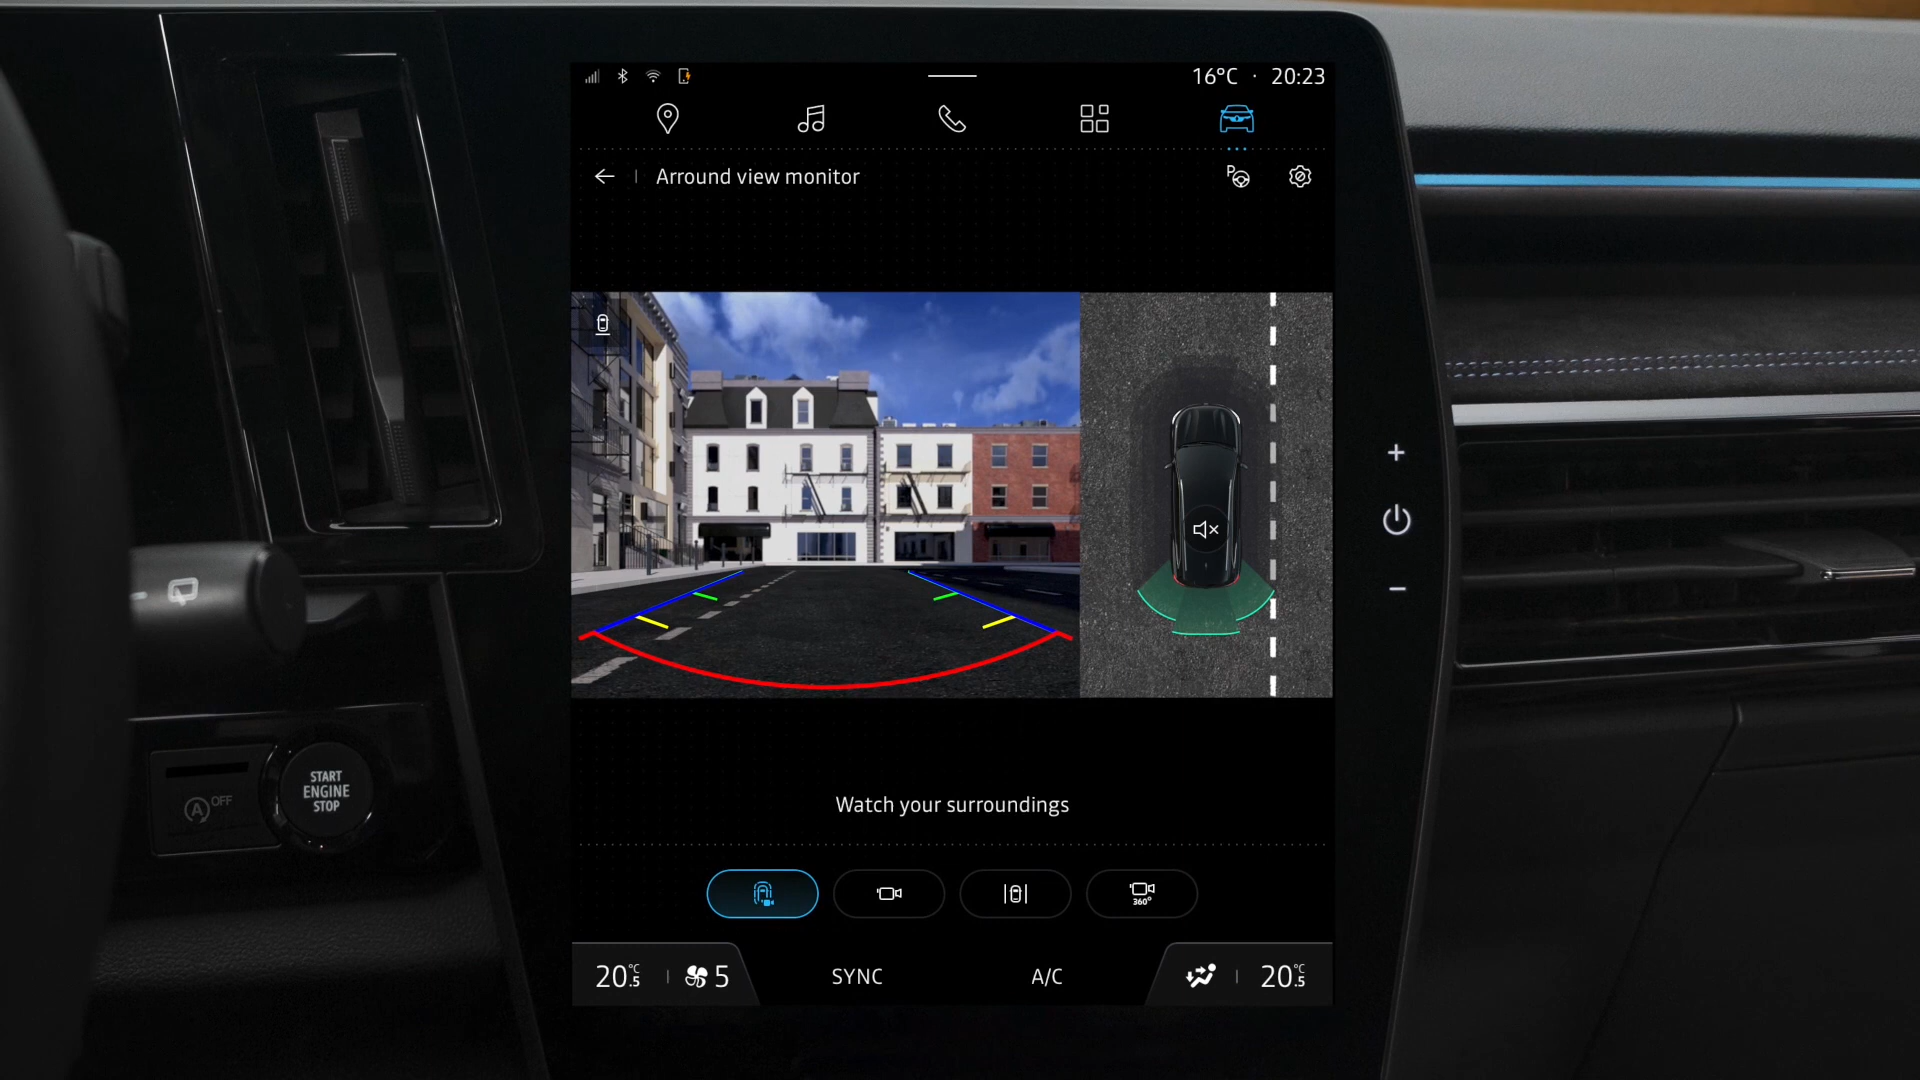 16°C · 20:23
Arround view monitor
P
Watch your surroundings
360°
20.5°C 5 SYNC A/C 20.5°C
A OFF
START
ENGINE
STOP